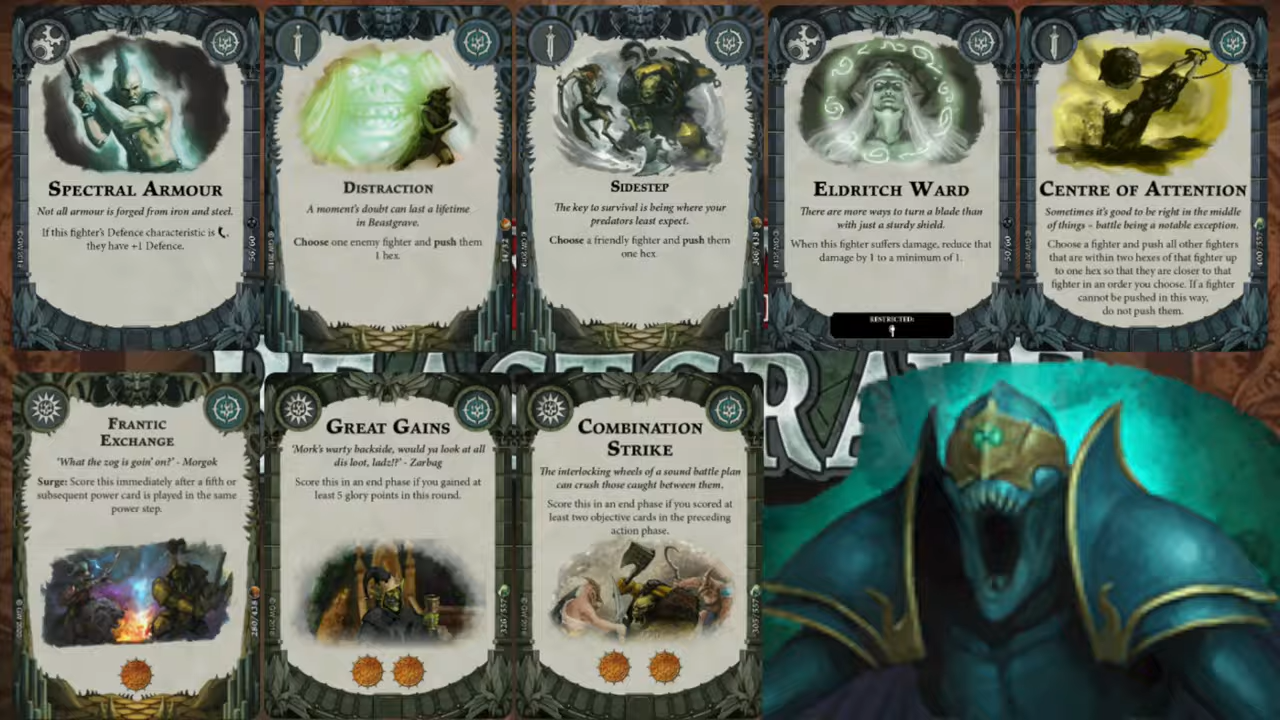 SPECTRAL ARMOUR
Not all armour is forged from iron and steel.
If this fighter's Defence characteristic is
they have +1 Defence.
50/60
DISTRACTION
A moment's doubt can last a lifetime
in Beastgrave.
Choose one enemy fighter and push them
1 hex.
SIDESTEP
The key to survival is being where your
predators least expect.
Choose a friendly fighter and push them
one hex.
ELDRITCH WARD
There are more ways to turn a blade than
with just a sturdy shield.
When this fighter suffers damage, reduce that
damage by 1 to a minimum of 1.
RESTRICTED:
50/60
CENTRE OF ATTENTION
Sometimes it's good to be right in the middle
of things – battle being a notable exception.
Choose a fighter and push all other fighters
that are within two hexes of that fighter up
to one hex so that they are closer to that
fighter in an order you choose. If a fighter
cannot be pushed in this way,
do not push them.
BEASTGRAVE
FRANTIC
EXCHANGE
'What the zog is goin' on?' - Morgok
Surge: Score this immediately after a fifth or
subsequent power card is played in the same
power step.
GREAT GAINS
'Mork's warty backside, would ya look at all
dis loot, ladz!?' - Zarbag
Score this in an end phase if you gained at
least 5 glory points in this round.
COMBINATION
STRIKE
The interlocking wheels of a sound battle plan
can crush those caught between them.
Score this in an end phase if you scored at
least two objective cards in the preceding
action phase.